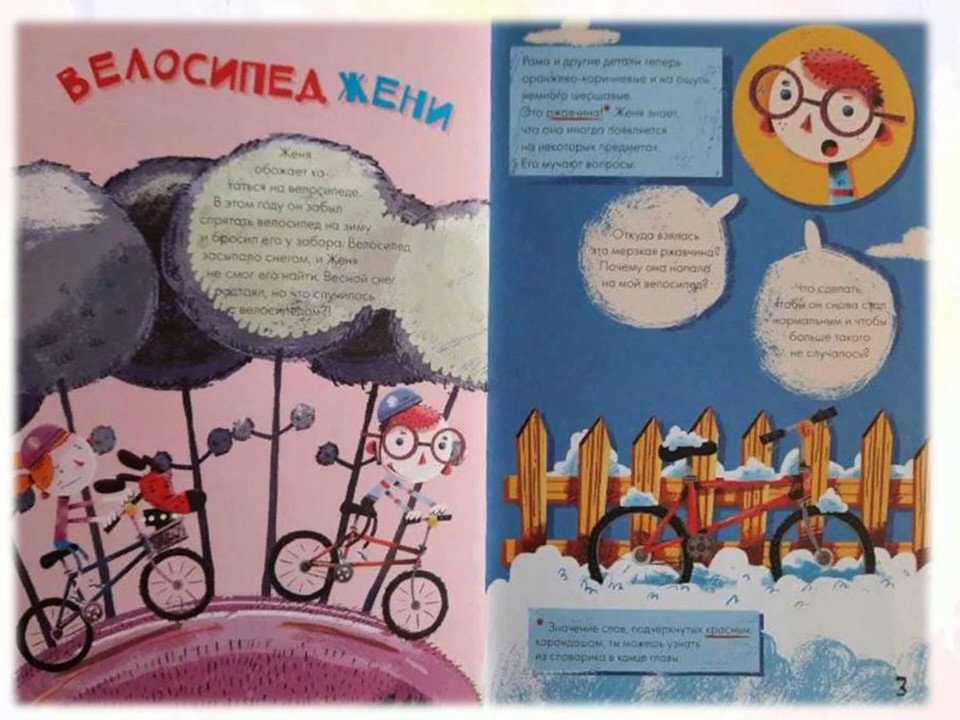 ВЕЛОСИПЕД ЖЕНИ
Женя
обожает ка-
таться на велосипеде.
В этом году он забыл
спрятать велосипед на зиму
и бросил его у забора. Велосипед
засыпало снегом, и Женя
не смог его найти. Весной снег
растаял, но что случилось
с велосипедом?!
Рама и другие детали теперь
оранжево-коричневые и на ощупь
немного шершавые.
Это ржавчина!* Женя знает,
что она иногда появляется
на некоторых предметах.
Его мучают вопросы:
Откуда взялась
эта мерзкая ржавчина?
Почему она напала
на мой велосипед?
Что сделать,
чтобы он снова стал
нормальным и чтобы
больше такого
не случалось?
* Значение слов, подчёркнутых красным
карандашом, ты можешь узнать
из словарика в конце главы.
3